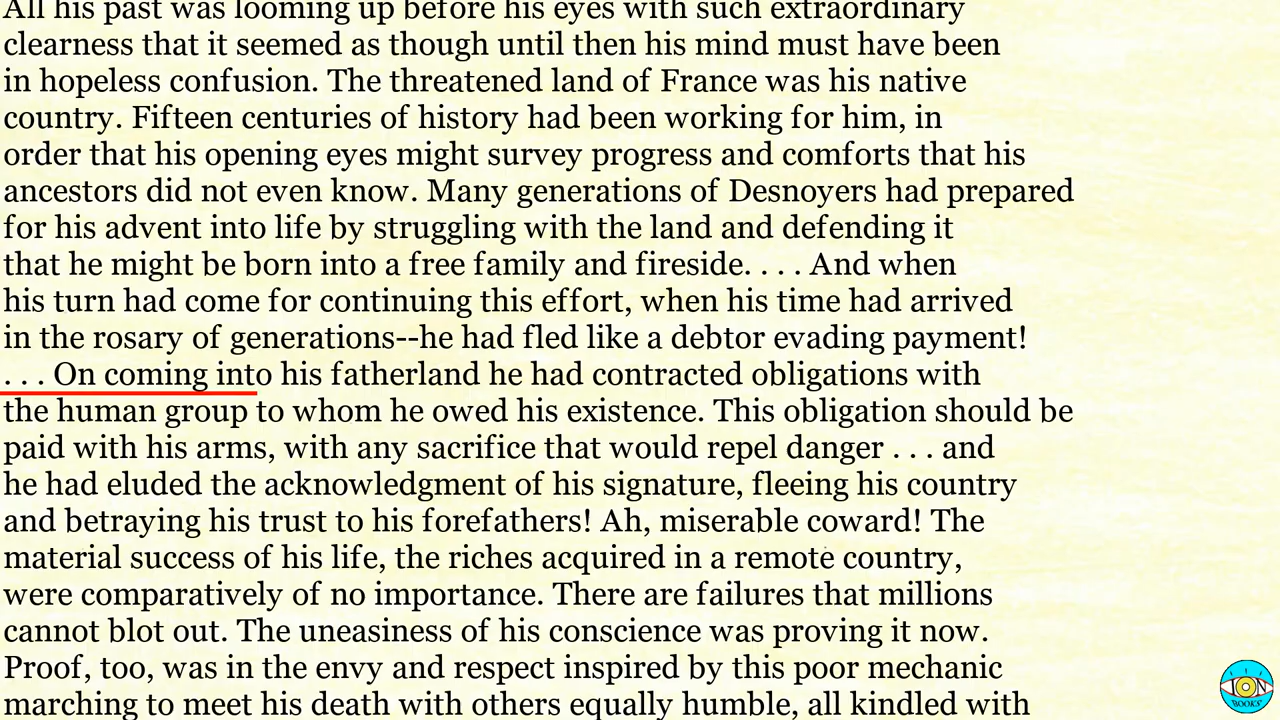 All his past was looming up before his eyes with such extraordinary
clearness that it seemed as though until then his mind must have been
in hopeless confusion. The threatened land of France was his native
country. Fifteen centuries of history had been working for him, in
order that his opening eyes might survey progress and comforts that his
ancestors did not even know. Many generations of Desnoyers had prepared
for his advent into life by struggling with the land and defending it
that he might be born into a free family and fireside. . . . And when
his turn had come for continuing this effort, when his time had arrived
in the rosary of generations--he had fled like a debtor evading payment!
. . . On coming into his fatherland he had contracted obligations with
the human group to whom he owed his existence. This obligation should be
paid with his arms, with any sacrifice that would repel danger . . . and
he had eluded the acknowledgment of his signature, fleeing his country
and betraying his trust to his forefathers! Ah, miserable coward! The
material success of his life, the riches acquired in a remote country,
were comparatively of no importance. There are failures that millions
cannot blot out. The uneasiness of his conscience was proving it now.
Proof, too, was in the envy and respect inspired by this poor mechanic
marching to meet his death with others equally humble, all kindled with
ION
BOOKS